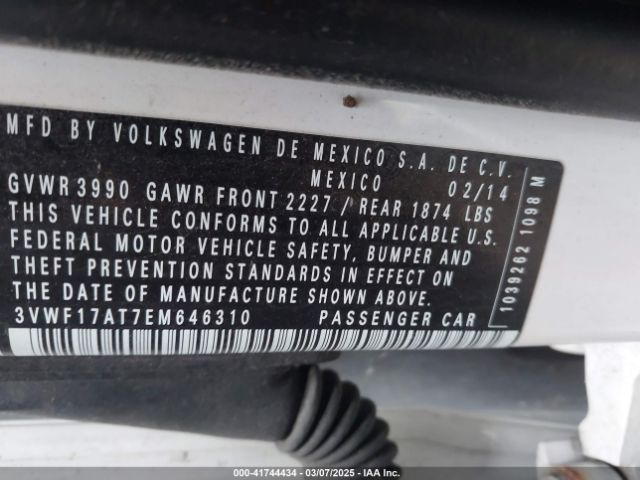 MFD BY VOLKSWAGEN DE MEXICO S.A. DE C.V.
MEXICO 02/14
GVWR3990 GAWR FRONT 2227 / REAR 1874 LBS
THIS VEHICLE CONFORMS TO ALL APPLICABLE U.S.
FEDERAL MOTOR VEHICLE SAFETY, BUMPER AND
THEFT PREVENTION STANDARDS IN EFFECT ON
THE DATE OF MANUFACTURE SHOWN ABOVE.
3VWF17AT7EM646310 PASSENGER CAR
1039262 1098 M
000-41744434 - 03/07/2025 - IAA Inc.